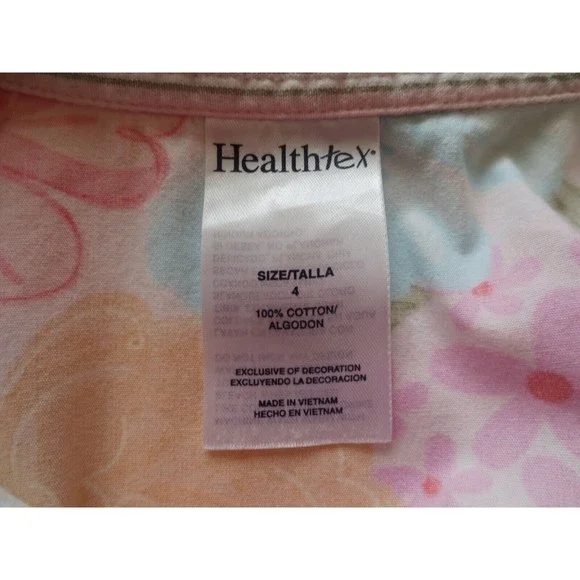 Healthtex
SIZE/TALLA
4
100% COTTON/
ALGODON
EXCLUSIVE OF DECORATION
EXCLUYENDO LA DECORACION
MADE IN VIETNAM
HECHO EN VIETNAM